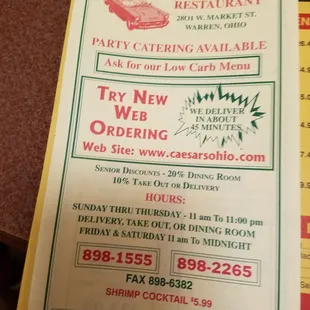 RESTAURANT
2801 W. MARKET ST.
WARREN, OHIO
PARTY CATERING AVAILABLE
Ask for our Low Carb Menu
TRY NEW
WEB
ORDERING
WE DELIVER
IN ABOUT
45 MINUTES
Web Site: www.caesarsohio.com
SENIOR DISCOUNTS - 20% DINING ROOM
10% TAKE OUT OR DELIVERY
HOURS:
SUNDAY THRU THURSDAY - 11 am To 11:00 pm
DELIVERY, TAKE OUT, OR DINING ROOM
FRIDAY & SATURDAY 11 am To MIDNIGHT
898-1555
898-2265
FAX 898-6382
SHRIMP COCKTAIL $5.99